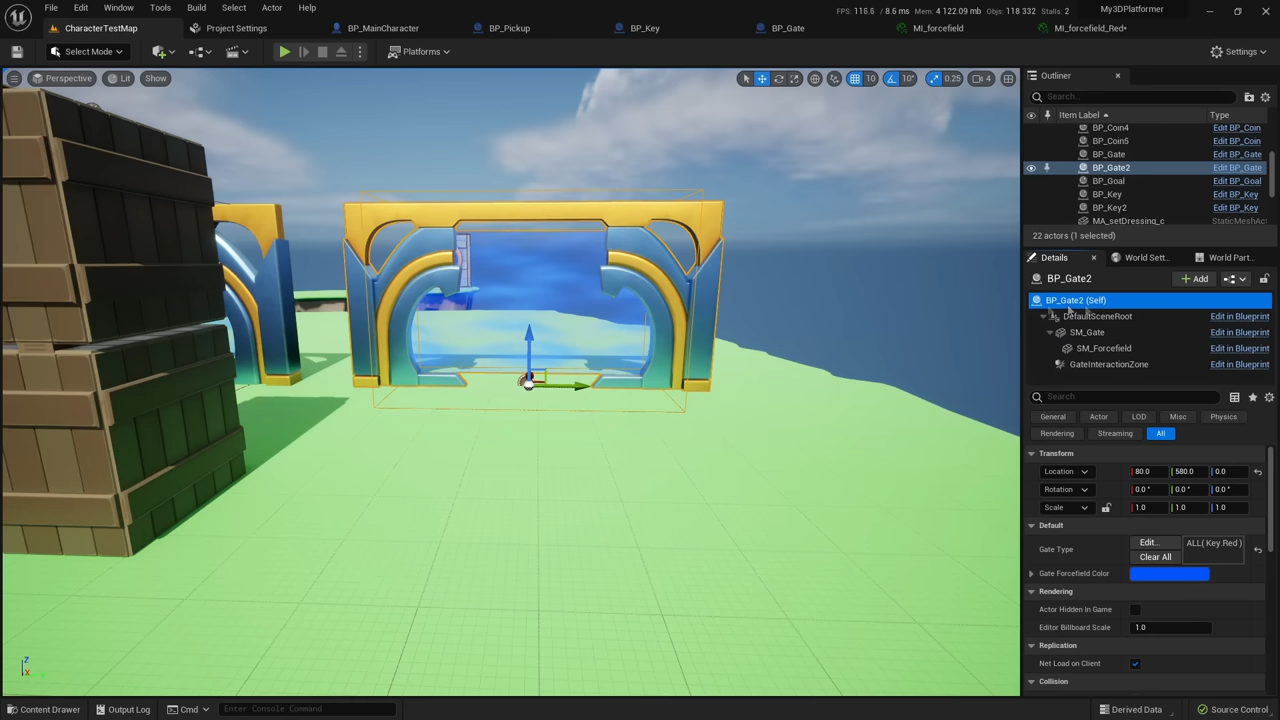 File Edit Window Tools Build Select Actor Help
FPS: 116.6 / 8.6 ms Mem: 4 122.09 mb Objs: 118 332 Stalls: 2
My3DPlatformer
CharacterTestMap Project Settings BP_MainCharacter BP_Pickup BP_Key BP_Gate MI_forcefield MI_forcefield_Red*
Select Mode Platforms Settings
Perspective Lit Show 10 10° 0.25 4
Outliner
Search...
Item Label Type
BP_Coin4 Edit BP_Coin
BP_Coin5 Edit BP_Coin
BP_Gate Edit BP_Gate
BP_Gate2 Edit BP_Gate
BP_Goal Edit BP_Goal
BP_Key Edit BP_Key
BP_Key2 Edit BP_Key
MA_setDressing_c StaticMeshAct
22 actors (1 selected)
Details World Sett... World Part...
BP_Gate2 Add
BP_Gate2 (Self)
DefaultSceneRoot Edit in Blueprint
SM_Gate Edit in Blueprint
SM_Forcefield Edit in Blueprint
GateInteractionZone Edit in Blueprint
Search
General Actor LOD Misc Physics
Rendering Streaming All
Transform
Location 80.0 580.0 0.0
Rotation 0.0 ° 0.0 ° 0.0 °
Scale 1.0 1.0 1.0
Default
Gate Type Edit... ALL( Key.Red )
Clear All
Gate Forcefield Color
Rendering
Actor Hidden In Game
Editor Billboard Scale 1.0
Replication
Net Load on Client
Collision
Z
X
Content Drawer Output Log Cmd Enter Console Command Derived Data Source Control